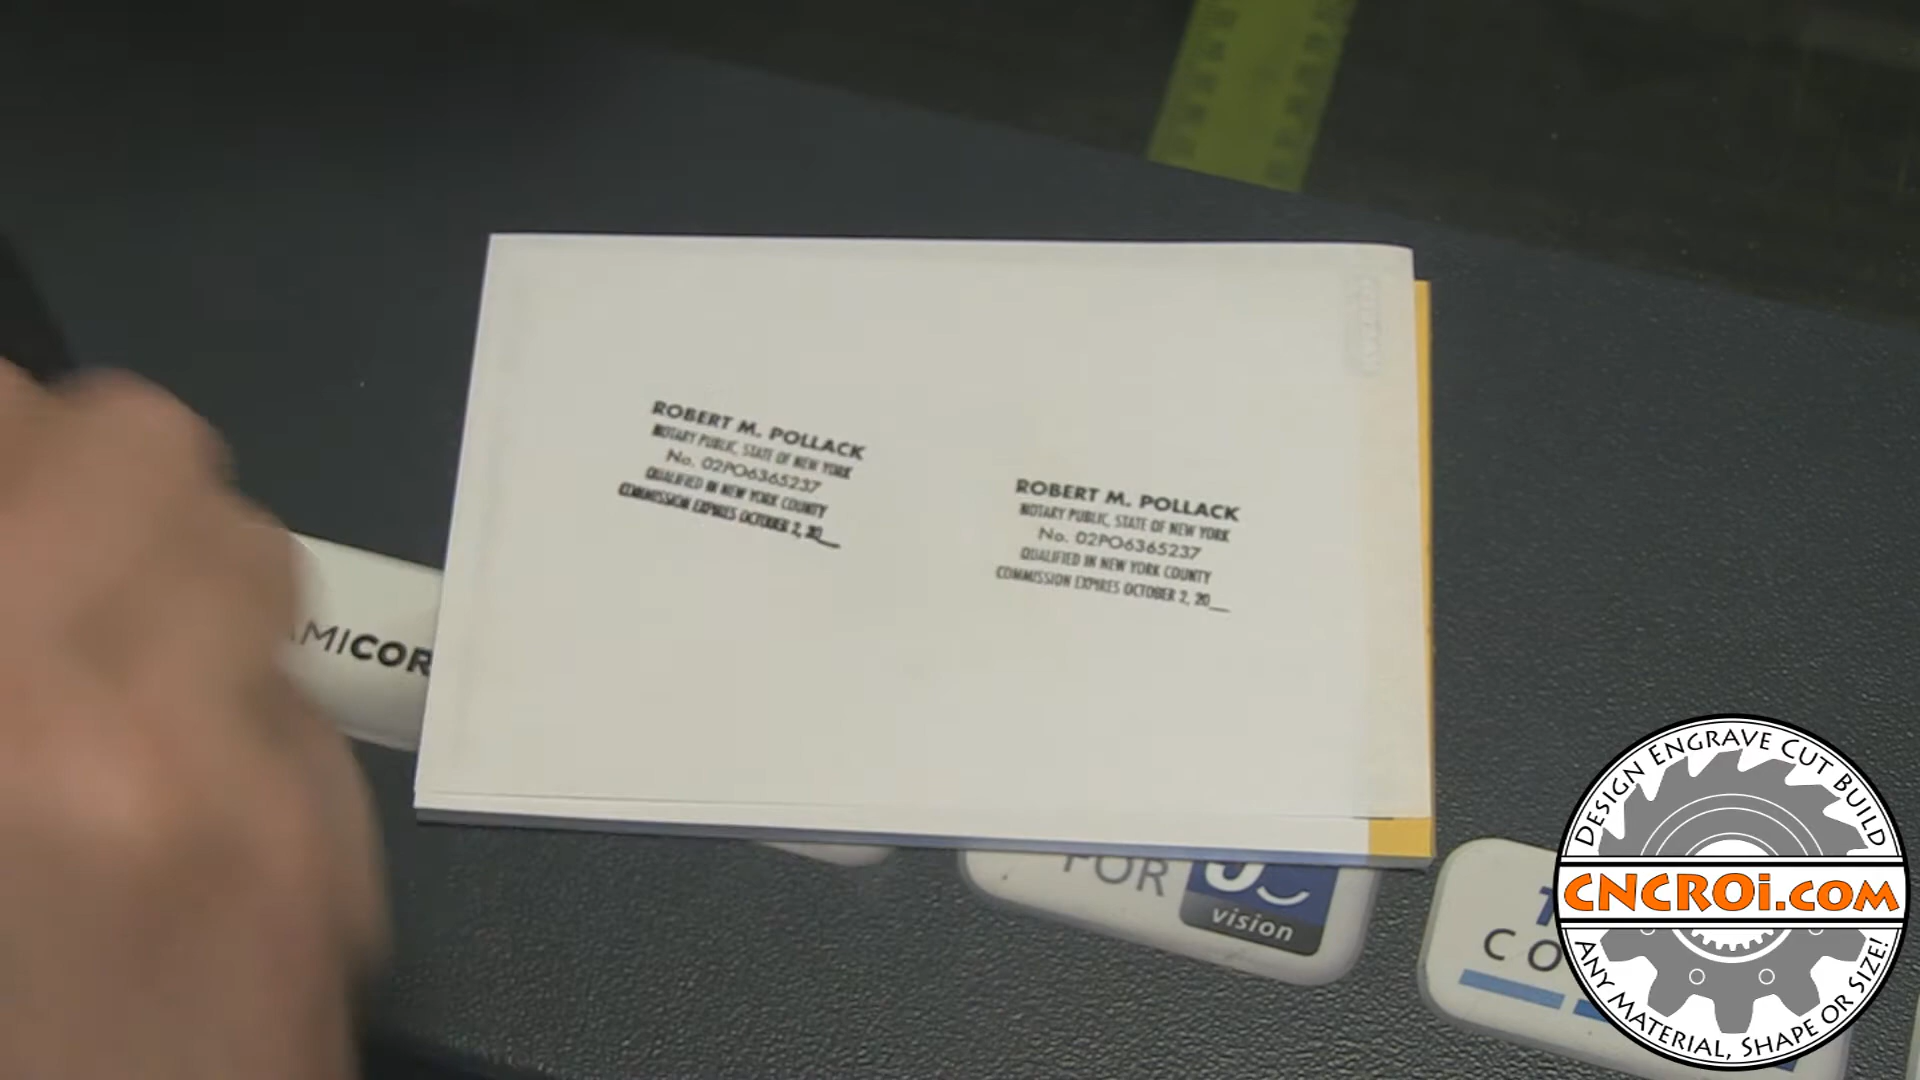 ROBERT M. POLLACK
NOTARY PUBLIC, STATE OF NEW YORK
No. 02PO6365237
QUALIFIED IN NEW YORK COUNTY
COMMISSION EXPIRES OCTOBER 2, 20__
ROBERT M. POLLACK
NOTARY PUBLIC, STATE OF NEW YORK
No. 02PO6365237
QUALIFIED IN NEW YORK COUNTY
COMMISSION EXPIRES OCTOBER 2, 20__
AMICOR
FOR
vision
CO
DESIGN ENGRAVE CUT BUILD
CNCROi.com
ANY MATERIAL, SHAPE OR SIZE!